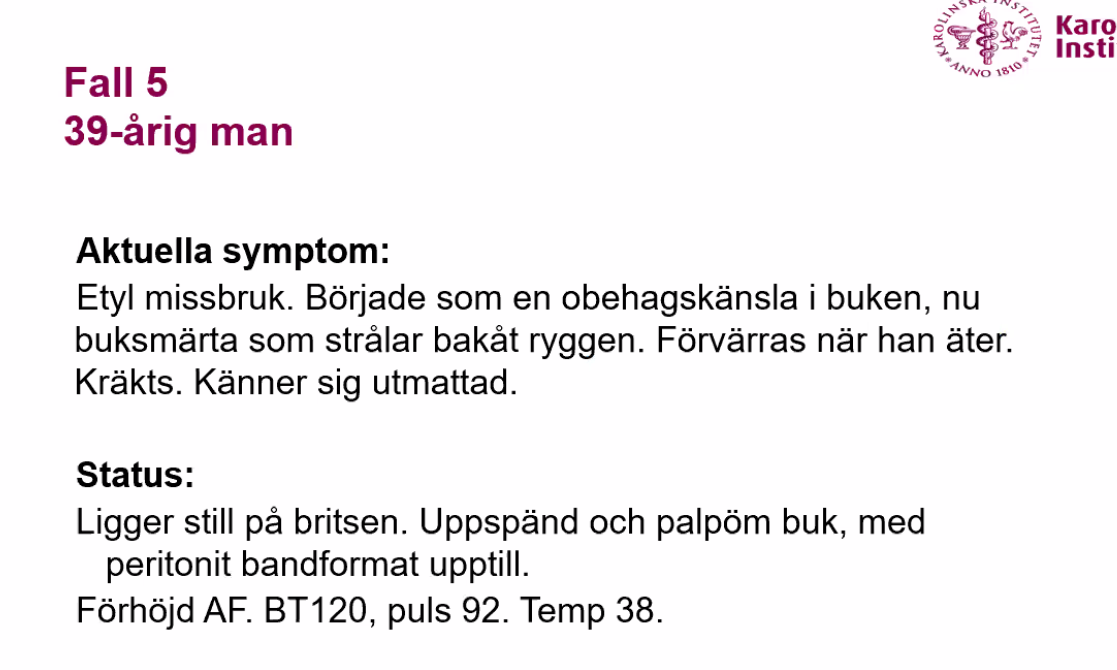 KAROLINSKA INSTITUTET
ANNO 1810
Karo
Insti
Fall 5
39-årig man
Aktuella symptom:
Etyl missbruk. Började som en obehagskänsla i buken, nu
buksmärta som strålar bakåt ryggen. Förvärras när han äter.
Kräkts. Känner sig utmattad.
Status:
Ligger still på britsen. Uppspänd och palpöm buk, med
peritonit bandformat upptill.
Förhöjd AF. BT120, puls 92. Temp 38.